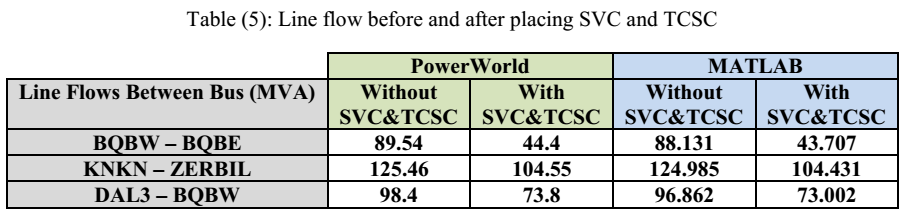 Table (5): Line flow before and after placing SVC and TCSC
PowerWorld MATLAB
Line Flows Between Bus (MVA) Without SVC&TCSC With SVC&TCSC Without SVC&TCSC With SVC&TCSC
BQBW – BQBE 89.54 44.4 88.131 43.707
KNKN – ZERBIL 125.46 104.55 124.985 104.431
DAL3 – BQBW 98.4 73.8 96.862 73.002